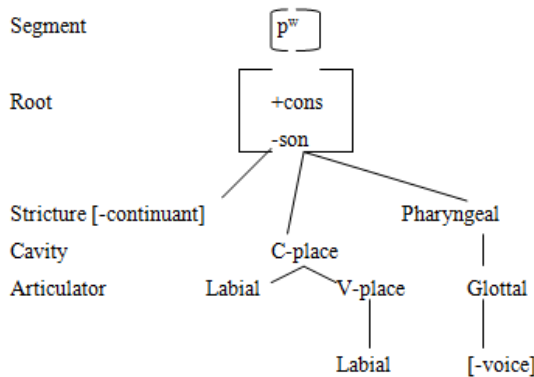 Segment pʷ
Root +cons
-son
Stricture [-continuant] Pharyngeal
Cavity C-place
Articulator Labial V-place Glottal
Labial [-voice]